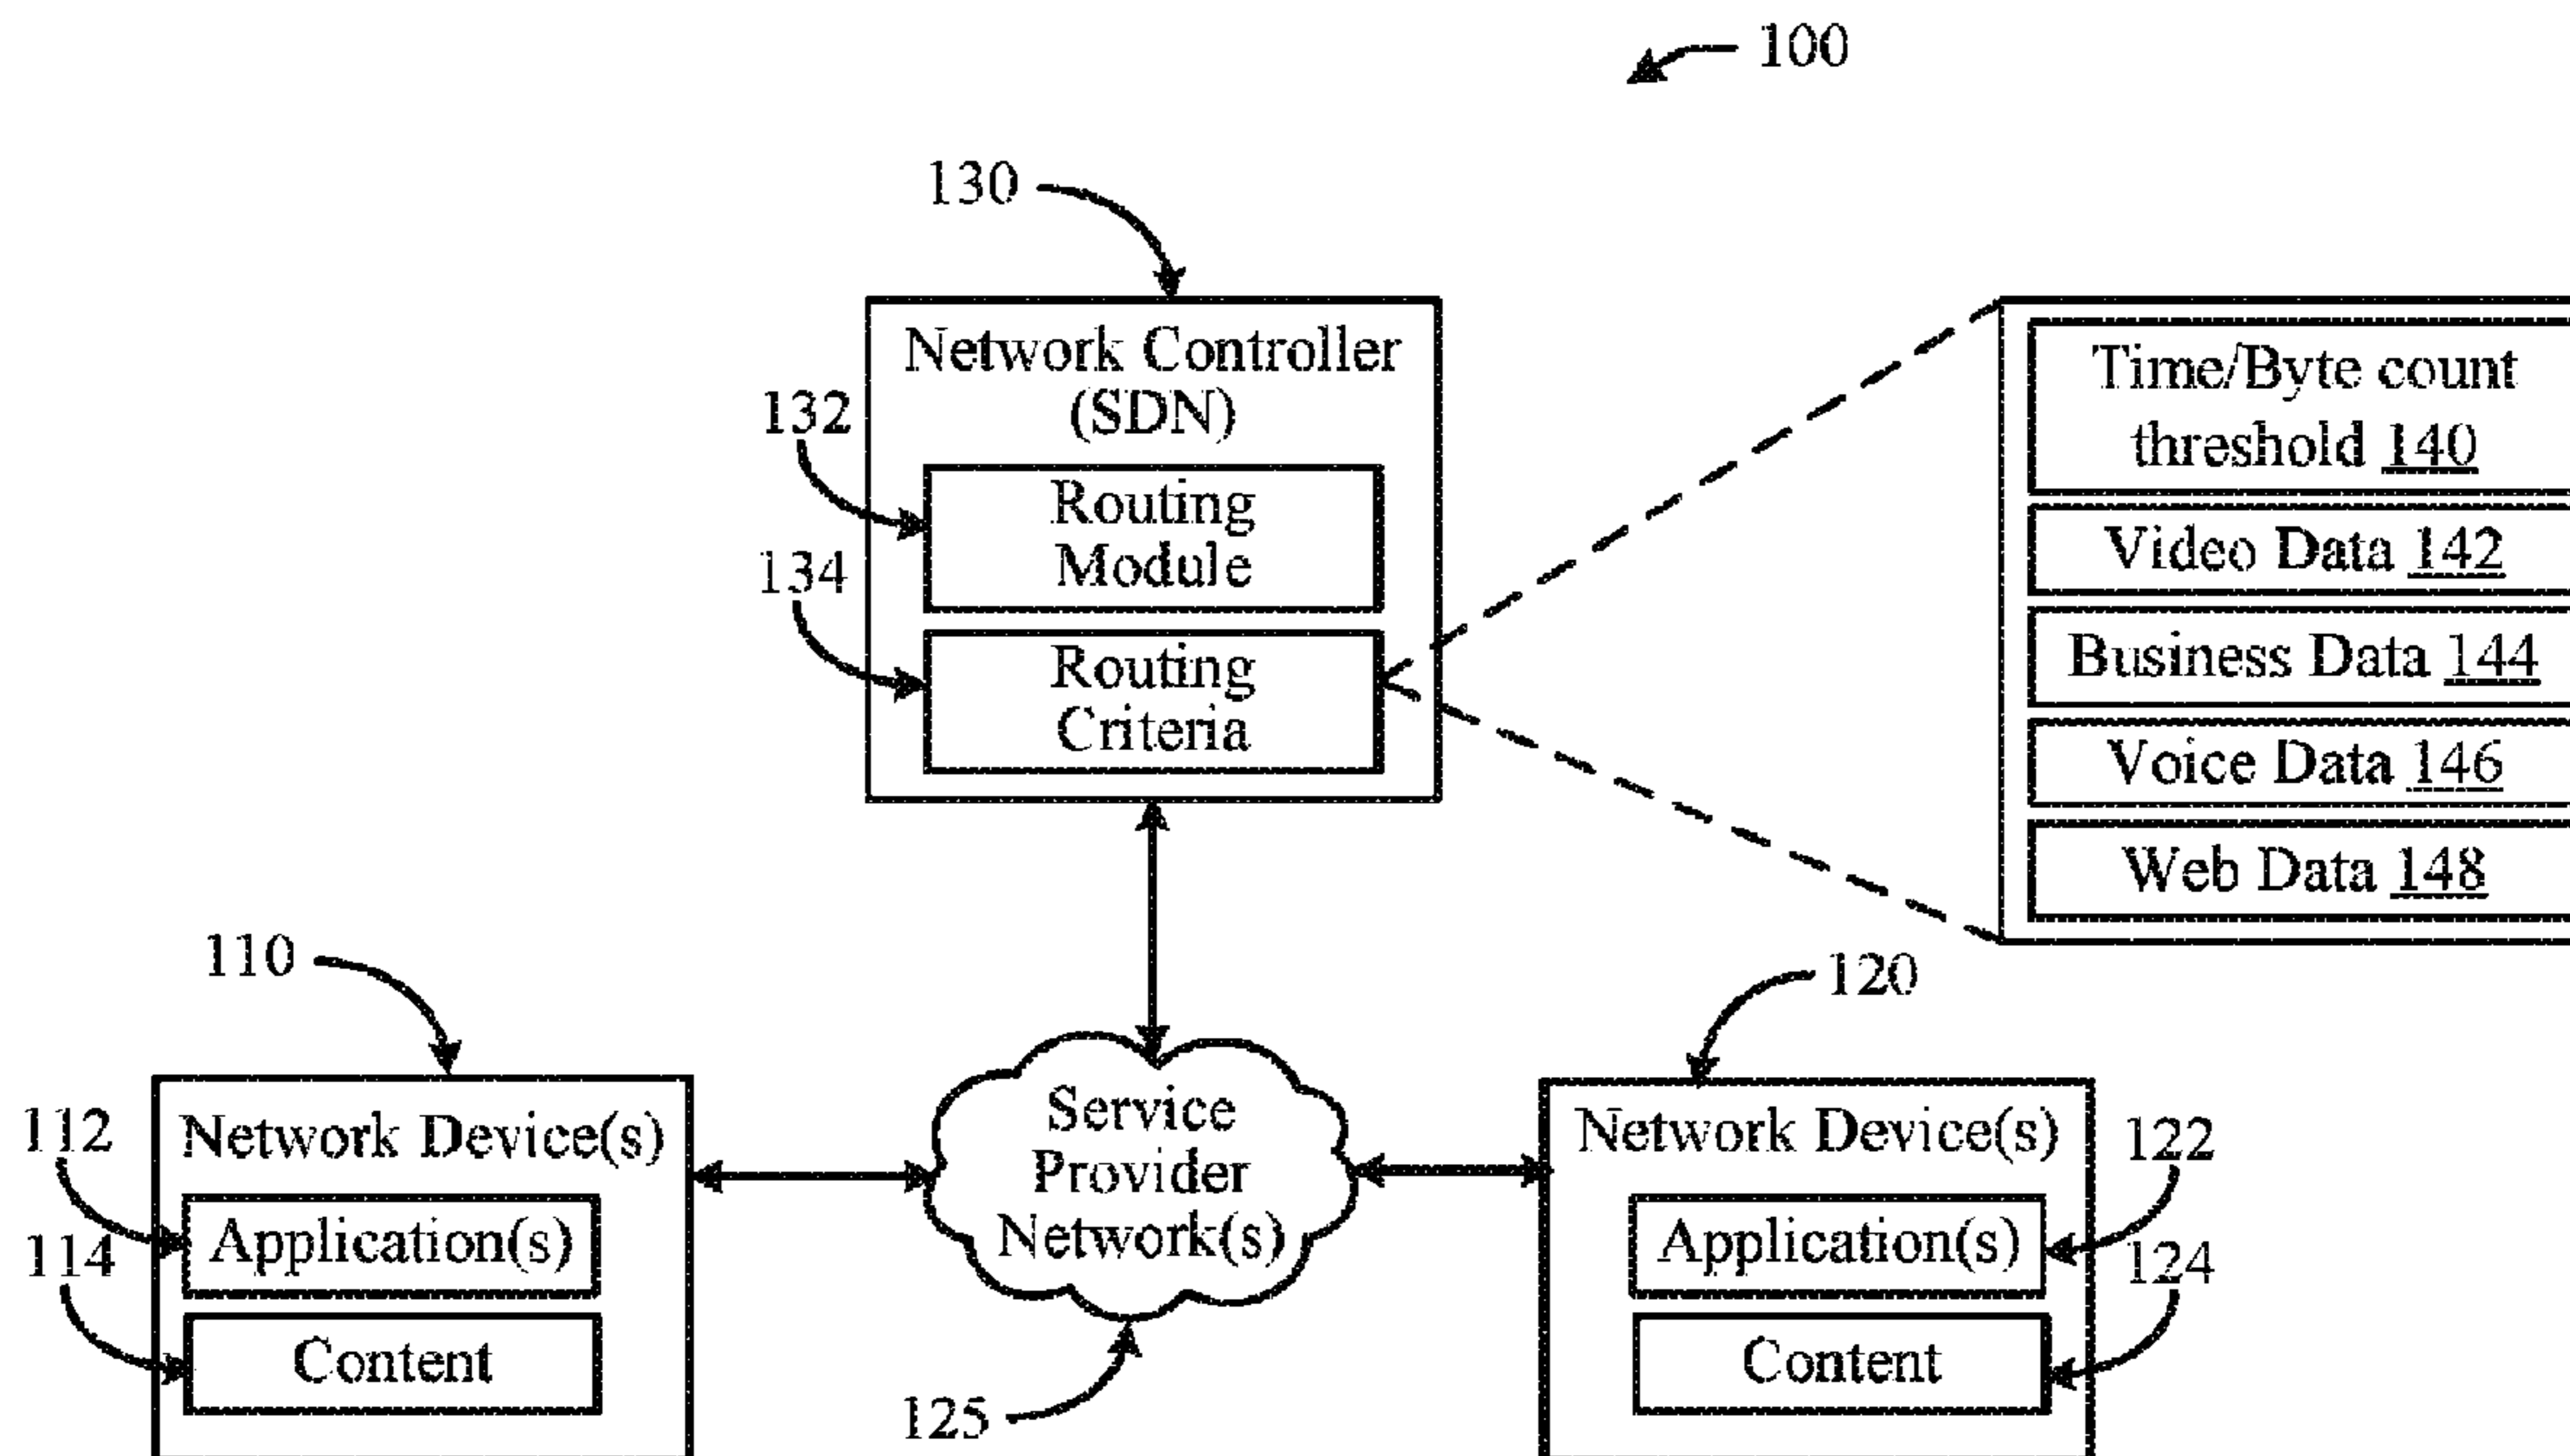 100
130
Network Controller
(SDN)
132
Routing
Module
134
Routing
Criteria
Time/Byte count
threshold 140
Video Data 142
Business Data 144
Voice Data 146
Web Data 148
110
Network Device(s)
112
Application(s)
114
Content
Service
Provider
Network(s)
125
120
Network Device(s)
122
Application(s)
124
Content